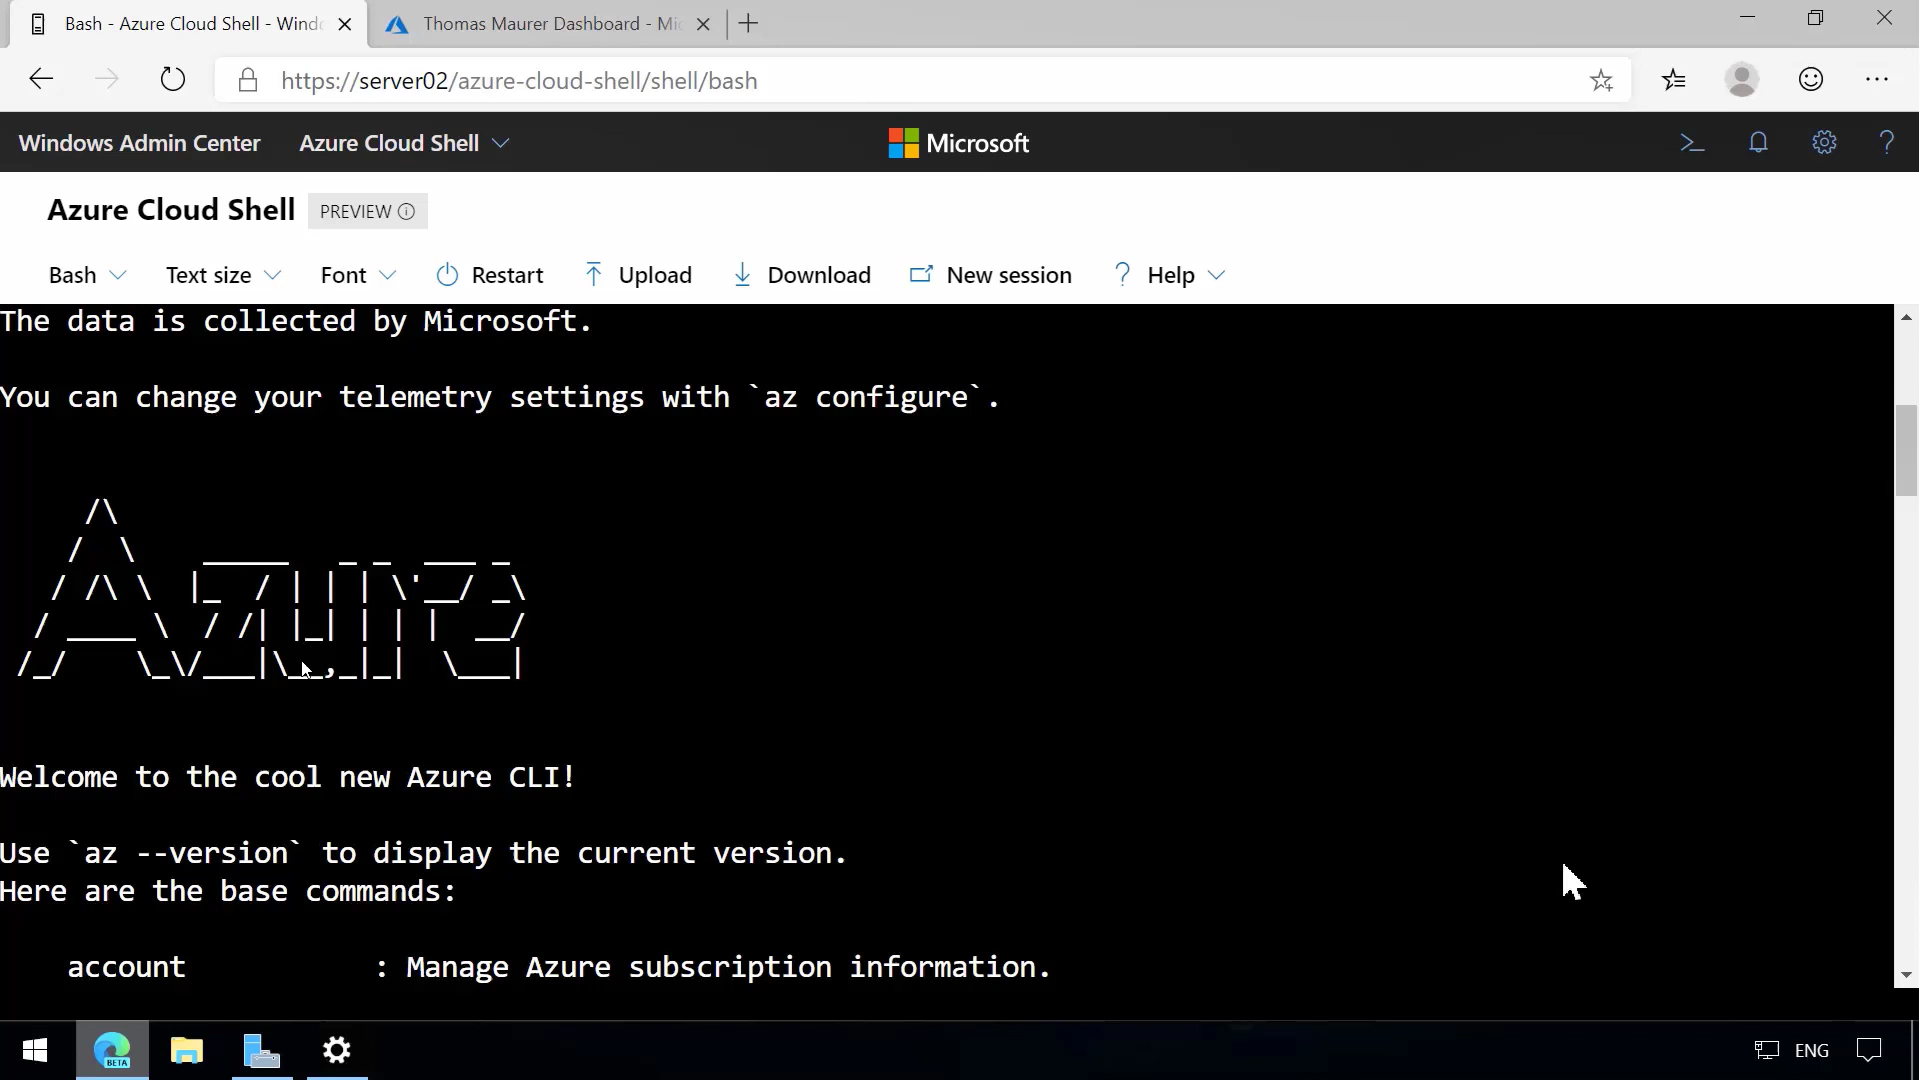 Bash - Azure Cloud Shell - Wind
Thomas Maurer Dashboard - Mi
https://server02/azure-cloud-shell/shell/bash
Windows Admin Center
Azure Cloud Shell
Microsoft
Azure Cloud Shell
PREVIEW
Bash
Text size
Font
Restart
Upload
Download
New session
? Help
The data is collected by Microsoft.
You can change your telemetry settings with `az configure`.
Azure
Welcome to the cool new Azure CLI!
Use `az --version` to display the current version.
Here are the base commands:
account : Manage Azure subscription information.
BETA
ENG